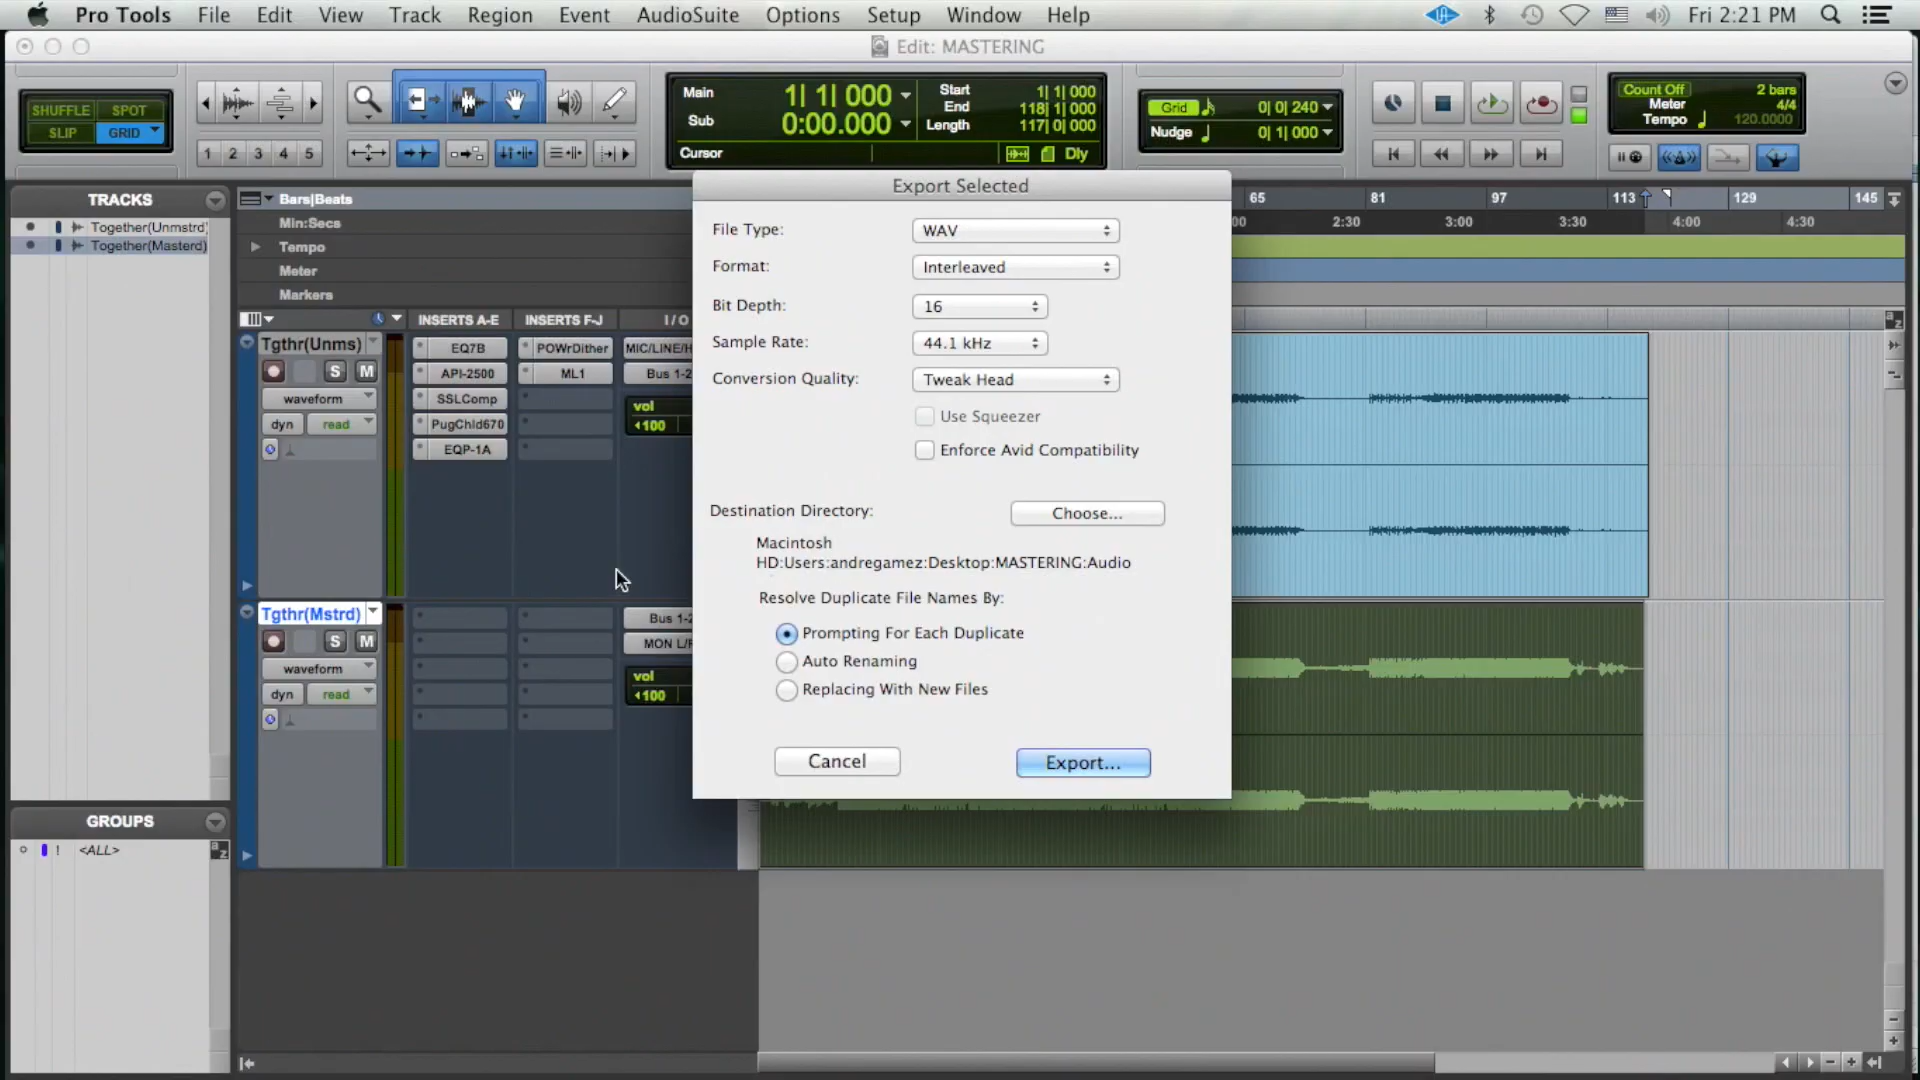 Pro Tools File Edit View Track Region Event AudioSuite Options Setup Window Help Fri 2:21 PM
Edit: MASTERING
SHUFFLE SPOT
SLIP GRID
1 2 3 4 5
Main 1| 1| 000
Sub 0:00.000
Cursor
Start 1| 1| 000
End 118| 1| 000
Length 117| 0| 000
Dly
Grid 0| 0| 240
Nudge 0| 1| 000
Count Off 2 bars
Meter 4/4
Tempo 120.0000
TRACKS
Together(Unmstrd)
Together(Masterd)
Bars|Beats
Min:Secs
Tempo
Meter
Markers
65 81 97 113 129 145
00 2:30 3:00 3:30 4:00 4:30
INSERTS A-E INSERTS F-J I / O
Tgthr(Unms)
S M
waveform
dyn read
EQ7B
API-2500
SSLComp
PugChld670
EQP-1A
POWrDither
ML1
MIC/LINE/H
Bus 1-2
vol
100
Tgthr(Mstrd)
S M
waveform
dyn read
Bus 1-2
MON L/R
vol
100
GROUPS
! <ALL>
a z
a z
Export Selected
File Type: WAV
Format: Interleaved
Bit Depth: 16
Sample Rate: 44.1 kHz
Conversion Quality: Tweak Head
Use Squeezer
Enforce Avid Compatibility
Destination Directory: Choose...
Macintosh
HD:Users:andregamez:Desktop:MASTERING:Audio
Resolve Duplicate File Names By:
Prompting For Each Duplicate
Auto Renaming
Replacing With New Files
Cancel Export...